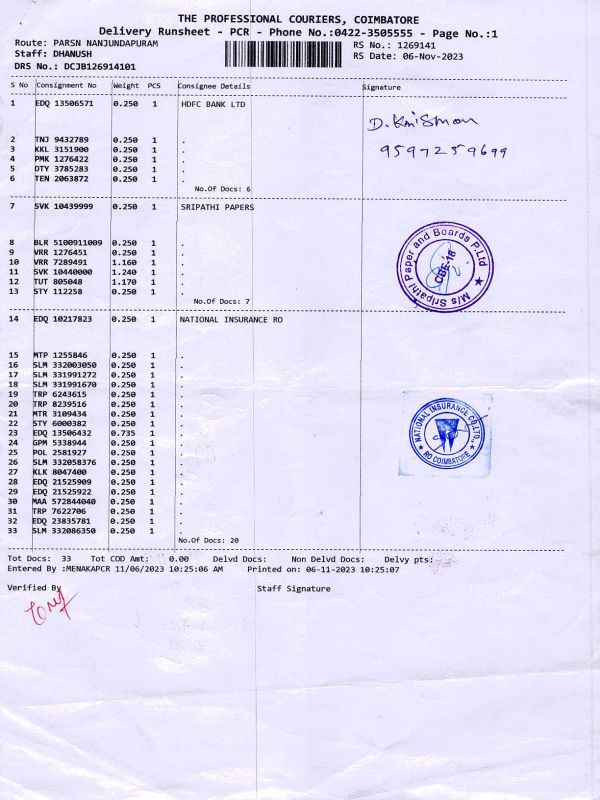 THE PROFESSIONAL COURIERS, COIMBATORE
Delivery Runsheet - PCR - Phone No.:0422-3505555 - Page No.:1
Route: PARSN NANJUNDAPURAM
RS No.: 1269141
Staff: DHANUSH
RS Date: 06-Nov-2023
DRS No.: DCJB126914101
S No Consignment No Weight PCS Consignee Details Signature
1 EDQ 13506571 0.250 1 HDFC BANK LTD
9597259699
2 TNJ 9432789 0.250 1 .
3 KKL 3151900 0.250 1 .
4 PMK 1276422 0.250 1 .
5 OTY 3785283 0.250 1 .
6 TEN 2063872 0.250 1 .
No.Of Docs: 6
7 SVK 10439999 0.250 1 SRIPATHI PAPERS
8 BLR 5100911009 0.250 1 .
9 VRR 1276451 0.250 1 .
10 VRR 7289491 1.160 1 .
11 SVK 10440000 1.240 1 .
12 TUT 805048 1.170 1 .
13 STY 112258 0.250 1 .
M/s Sripathi Paper and Boards P.Ltd ★
CBE-18
No.Of Docs: 7
14 EDQ 10217823 0.250 1 NATIONAL INSURANCE RO
15 MTP 1255846 0.250 1 .
16 SLM 332003050 0.250 1 .
17 SLM 331991272 0.250 1 .
18 SLM 331991670 0.250 1 .
19 TRP 6243615 0.250 1 .
20 TRP 8239516 0.250 1 .
21 MTR 3109434 0.250 1 .
22 STY 6000382 0.250 1 .
23 EDQ 13506432 0.735 1 .
24 GPM 5338944 0.250 1 .
25 POL 2581927 0.250 1 .
26 SLM 332058376 0.250 1 .
27 KLK 8047400 0.250 1 .
28 EDQ 21525909 0.250 1 .
29 EDQ 21525922 0.250 1 .
30 MAA 572844040 0.250 1 .
31 TRP 7622706 0.250 1 .
32 EDQ 23835781 0.250 1 .
33 SLM 332086350 0.250 1 .
NATIONAL INSURANCE CO.LTD.,
RO COIMBATORE
No.Of Docs: 20
Tot Docs: 33 Tot COD Amt: 0.00 Delvd Docs: Non Delvd Docs: Delvy pts:
Entered By :MENAKAPCR 11/06/2023 10:25:06 AM Printed on: 06-11-2023 10:25:07
Verified By Staff Signature